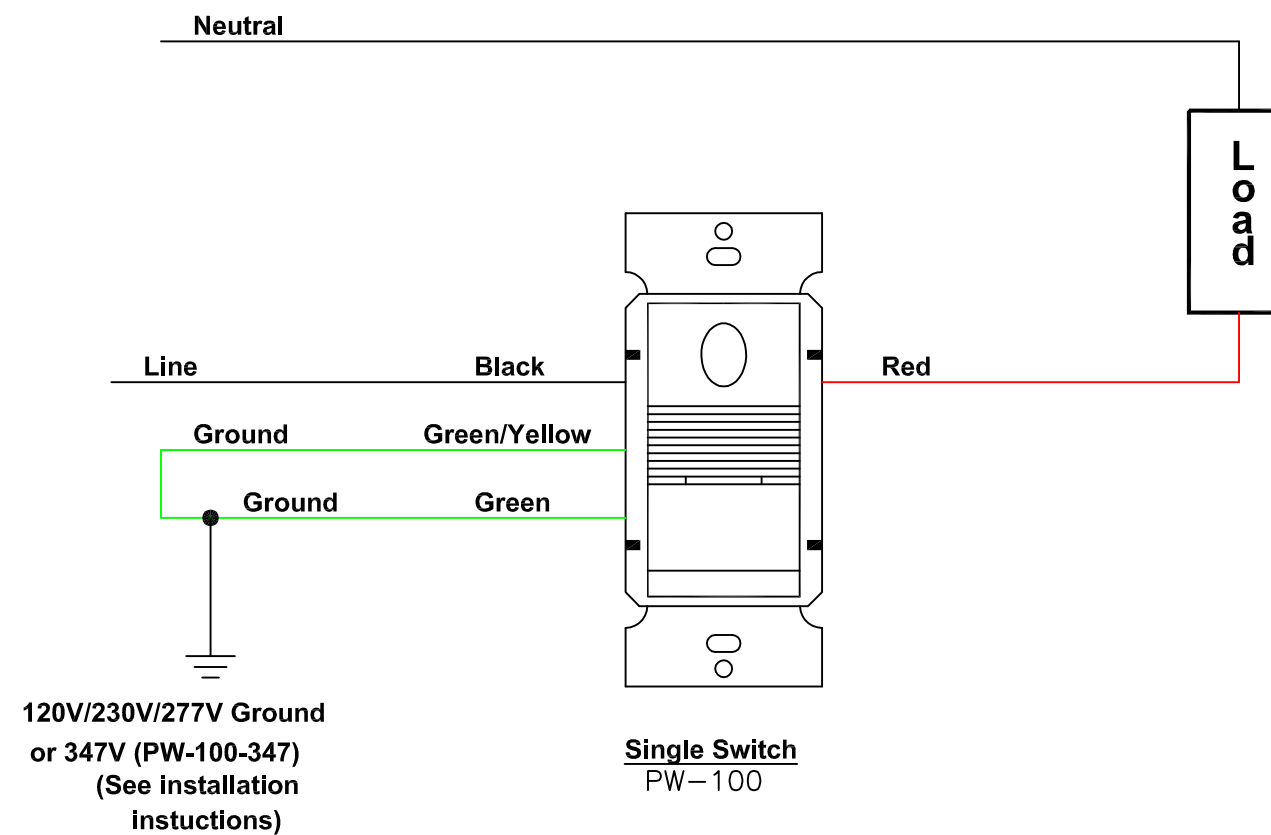 Neutral
Load
Line
Black
Red
Ground
Green/Yellow
Ground
Green
120V/230V/277V Ground
or 347V (PW-100-347)
(See installation
instuctions)
Single Switch
PW-100